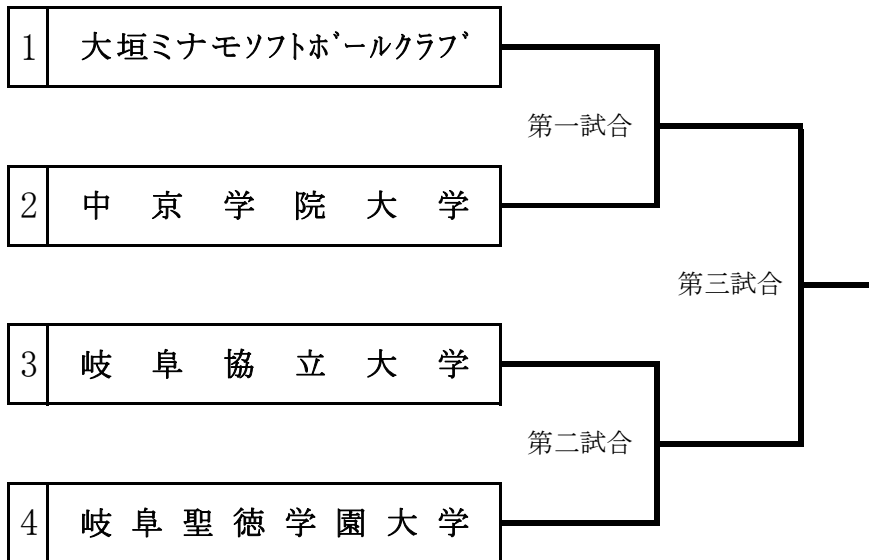 1 大垣ミナモソフトボールクラブ
第一試合
2 中京学院大学
第三試合
3 岐阜協立大学
第二試合
4 岐阜聖徳学園大学